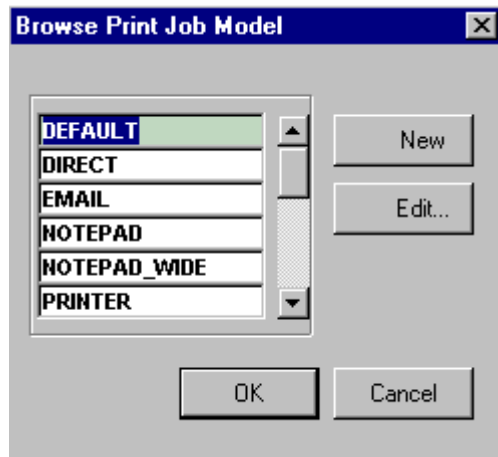 Browse Print Job Model
DEFAULT
DIRECT
EMAIL
NOTEPAD
NOTEPAD_WIDE
PRINTER
New
Edit...
OK
Cancel